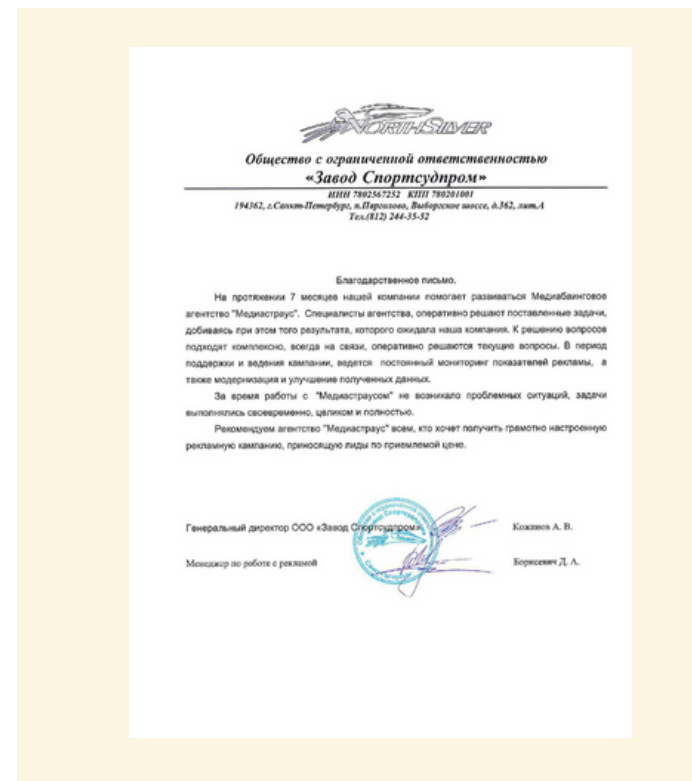 NORTHSILVER
Общество с ограниченной ответственностью
«Завод Спортсудпром»
ИНН 7802567252 КПП 780201001
194362, г.Санкт-Петербург, п.Парголово, Выборгское шоссе, д.362, лит.А
Тел.(812) 244-35-52
Благодарственное письмо.
На протяжении 7 месяцев нашей компании помогает развиваться Медиабаинговое
агентство "Медиастраус". Специалисты агентства, оперативно решают поставленные задачи,
добиваясь при этом того результата, которого ожидала наша компания. К решению вопросов
подходят комплексно, всегда на связи, оперативно решаются текущие вопросы. В период
поддержки и ведения кампании, ведется постоянный мониторинг показателей рекламы, а
также модернизация и улучшение полученных данных.
За время работы с "Медиастраусом" не возникало проблемных ситуаций, задачи
выполнялись своевременно, целиком и полностью.
Рекомендуем агентство "Медиастраус" всем, кто хочет получить грамотно настроенную
рекламную кампанию, приносящую лиды по приемлемой цене.
Генеральный директор ООО «Завод Спортсудпром» Кожинов А. В.
Менеджер по работе с рекламой Борисевич Д. А.